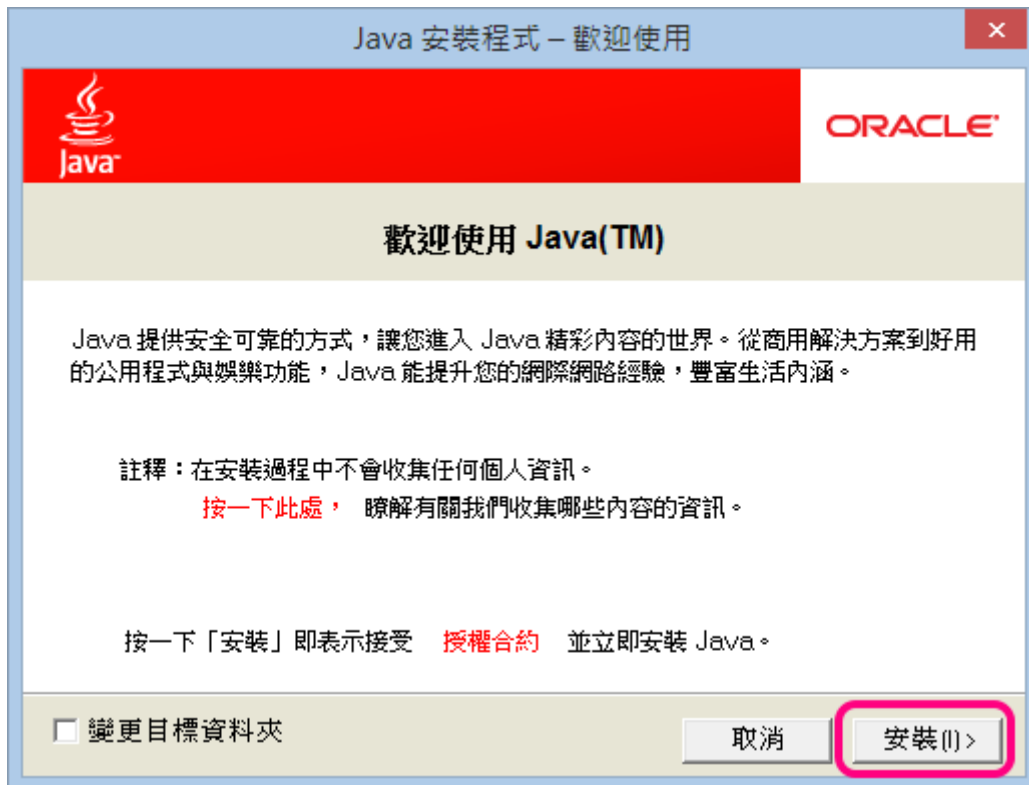 Java 安裝程式 – 歡迎使用
Java™
ORACLE®
歡迎使用 Java(TM)
Java 提供安全可靠的方式，讓您進入 Java 精彩內容的世界。從商用解決方案到好用
的公用程式與娛樂功能，Java 能提升您的網際網路經驗，豐富生活內涵。
註釋：在安裝過程中不會收集任何個人資訊。
按一下此處， 瞭解有關我們收集哪些內容的資訊。
按一下「安裝」即表示接受 授權合約 並立即安裝 Java。
變更目標資料夾
取消
安裝(I) >